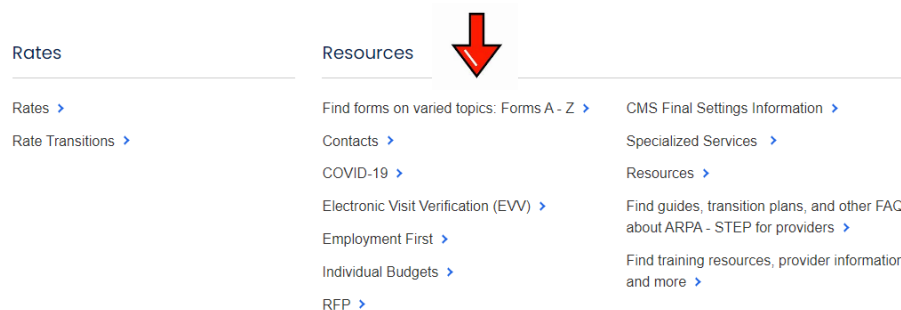 Rates
Rates
Rate Transitions
Resources
Find forms on varied topics: Forms A - Z
Contacts
COVID-19
Electronic Visit Verification (EVV)
Employment First
Individual Budgets
RFP
CMS Final Settings Information
Specialized Services
Resources
Find guides, transition plans, and other FAQ
about ARPA - STEP for providers
Find training resources, provider information
and more